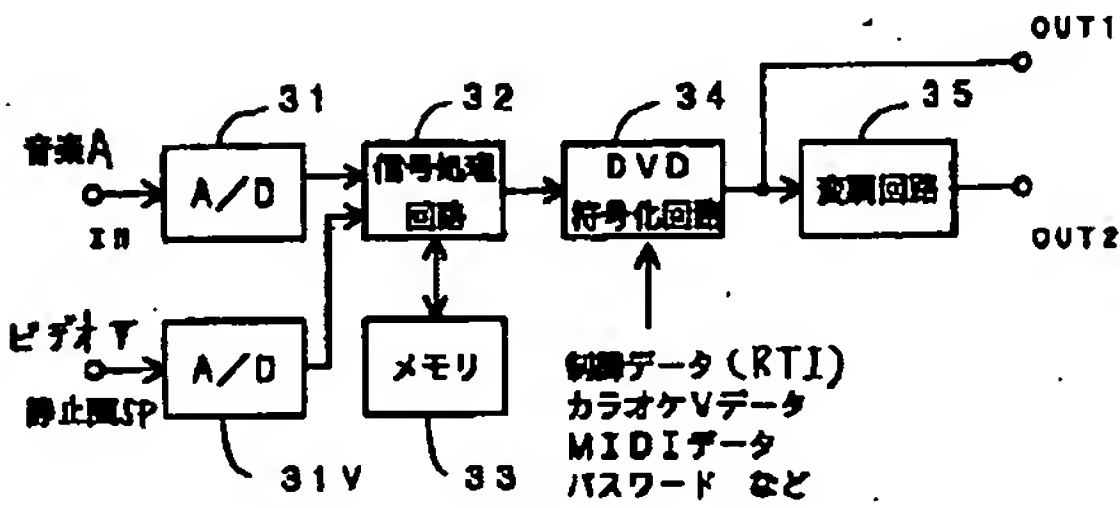 OUT1
31
32
34
35
音楽A
A/D
信号処理
回路
DVD
符号化回路
変調回路
IN
OUT2
ビデオV
A/D
メモリ
制御データ(RTI)
静止画SP
カラオケVデータ
MIDIデータ
31V
33
パスワード など